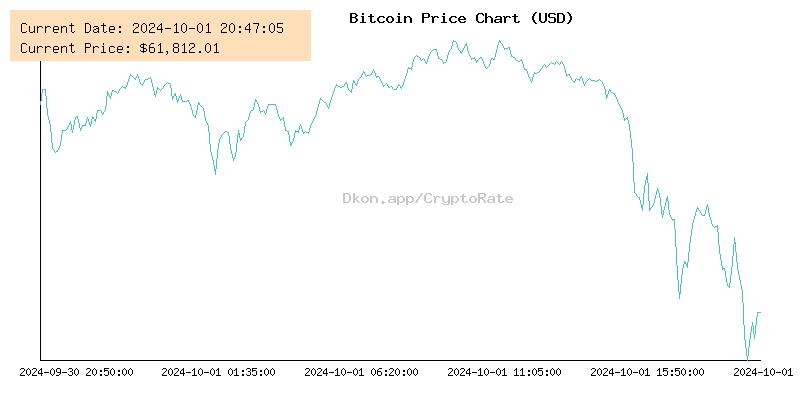 Bitcoin Price Chart (USD)
Current Date: 2024-10-01 20:47:05
Current Price: $61,812.01
Dkon.app/CryptoRate
2024-09-30 20:50:00
2024-10-01 01:35:00
2024-10-01 06:20:00
2024-10-01 11:05:00
2024-10-01 15:50:00
2024-10-01